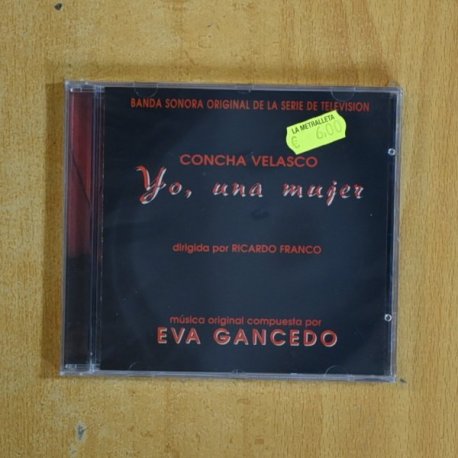 BANDA SONORA ORIGINAL DE LA SERIE DE TELEVISION
LA METRALLETA
€ 6,00
CONCHA VELASCO
Yo, una mujer
dirigida por RICARDO FRANCO
música original compuesta por
EVA GANCEDO